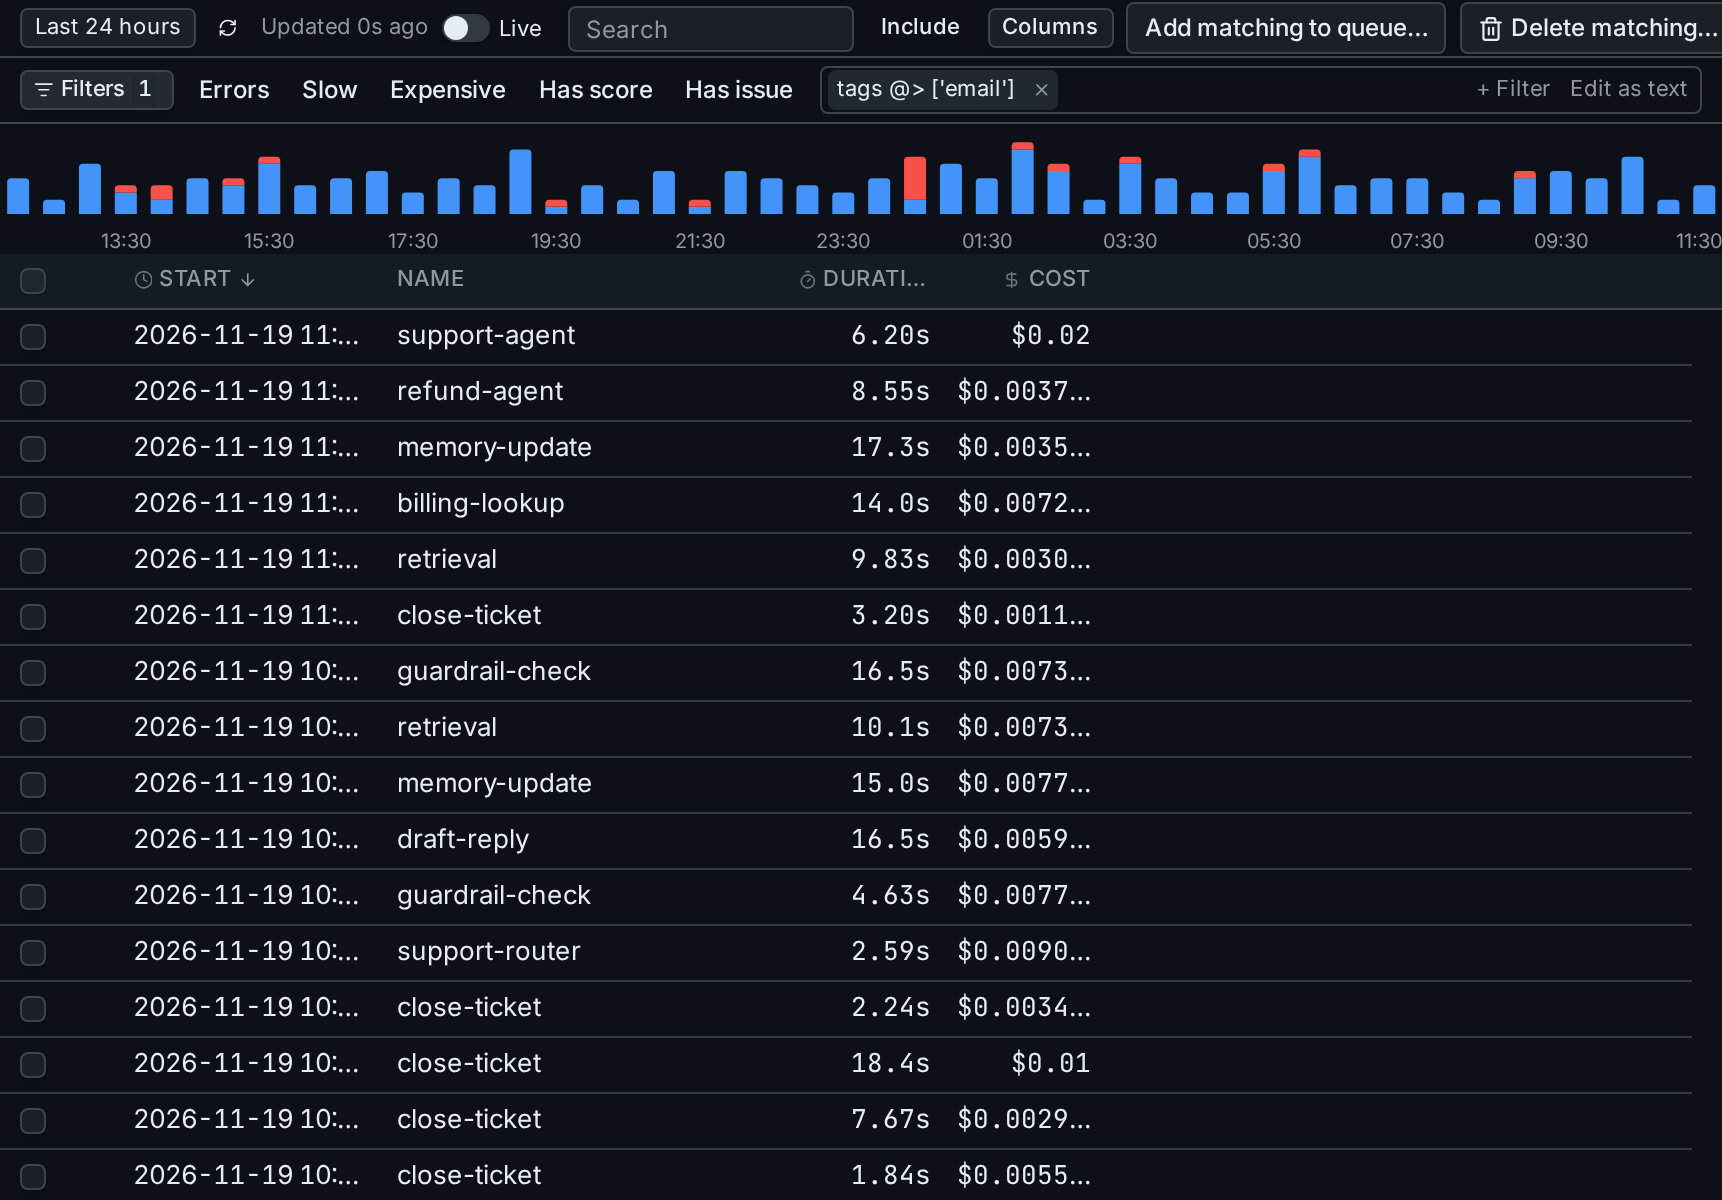 Last 24 hours Updated 0s ago Live Search Include Columns Add matching to queue... Delete matching...
Filters 1 Errors Slow Expensive Has score Has issue tags @> ['email'] × + Filter Edit as text
13:30 15:30 17:30 19:30 21:30 23:30 01:30 03:30 05:30 07:30 09:30 11:30
START ↓ NAME DURATI... $ COST
2026-11-19 11:... support-agent 6.20s $0.02
2026-11-19 11:... refund-agent 8.55s $0.0037...
2026-11-19 11:... memory-update 17.3s $0.0035...
2026-11-19 11:... billing-lookup 14.0s $0.0072...
2026-11-19 11:... retrieval 9.83s $0.0030...
2026-11-19 11:... close-ticket 3.20s $0.0011...
2026-11-19 10:... guardrail-check 16.5s $0.0073...
2026-11-19 10:... retrieval 10.1s $0.0073...
2026-11-19 10:... memory-update 15.0s $0.0077...
2026-11-19 10:... draft-reply 16.5s $0.0059...
2026-11-19 10:... guardrail-check 4.63s $0.0077...
2026-11-19 10:... support-router 2.59s $0.0090...
2026-11-19 10:... close-ticket 2.24s $0.0034...
2026-11-19 10:... close-ticket 18.4s $0.01
2026-11-19 10:... close-ticket 7.67s $0.0029...
2026-11-19 10:... close-ticket 1.84s $0.0055...